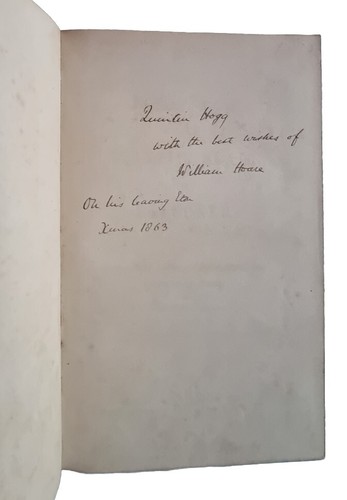 Quintin Hogg
with the best wishes of
William Hoare
On his leaving Eton
Xmas 1863